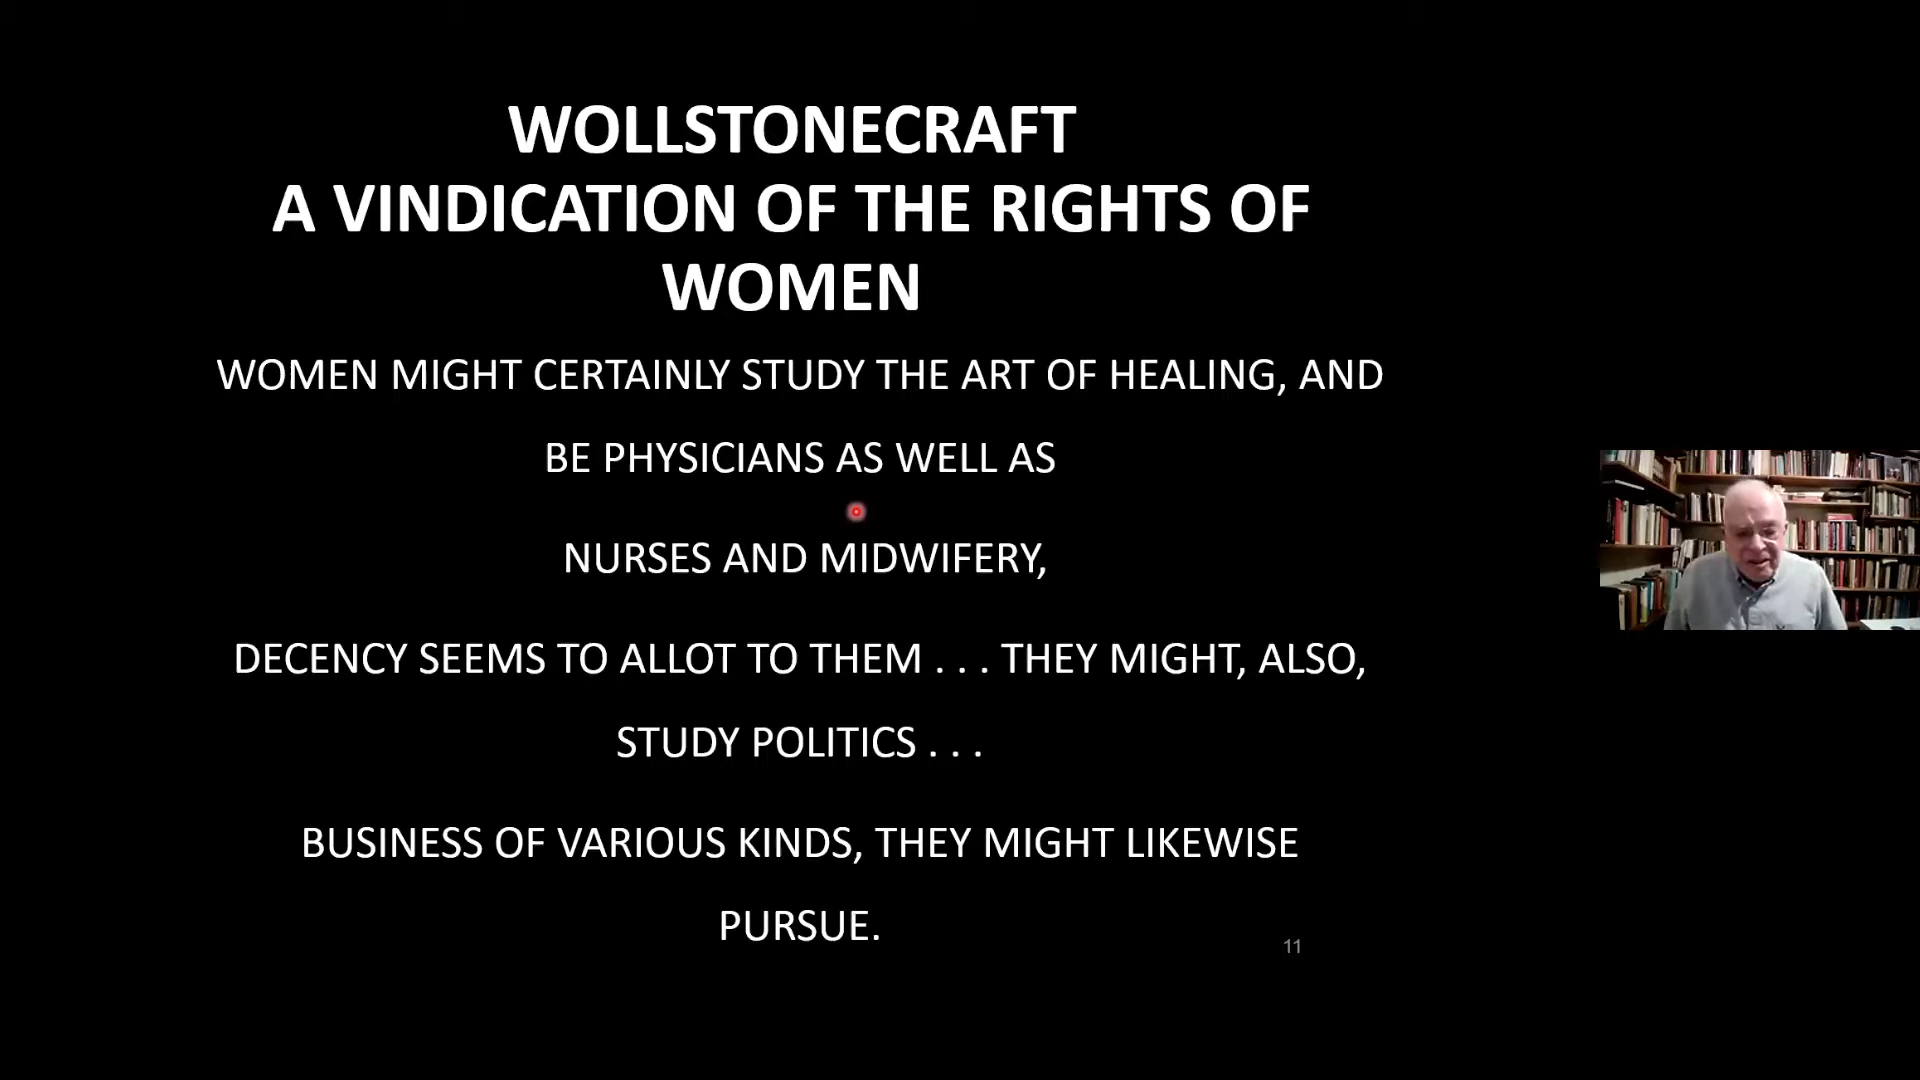 WOLLSTONECRAFT
A VINDICATION OF THE RIGHTS OF
WOMEN
WOMEN MIGHT CERTAINLY STUDY THE ART OF HEALING, AND
BE PHYSICIANS AS WELL AS
NURSES AND MIDWIFERY,
DECENCY SEEMS TO ALLOT TO THEM . . . THEY MIGHT, ALSO,
STUDY POLITICS . . .
BUSINESS OF VARIOUS KINDS, THEY MIGHT LIKEWISE
PURSUE.
11